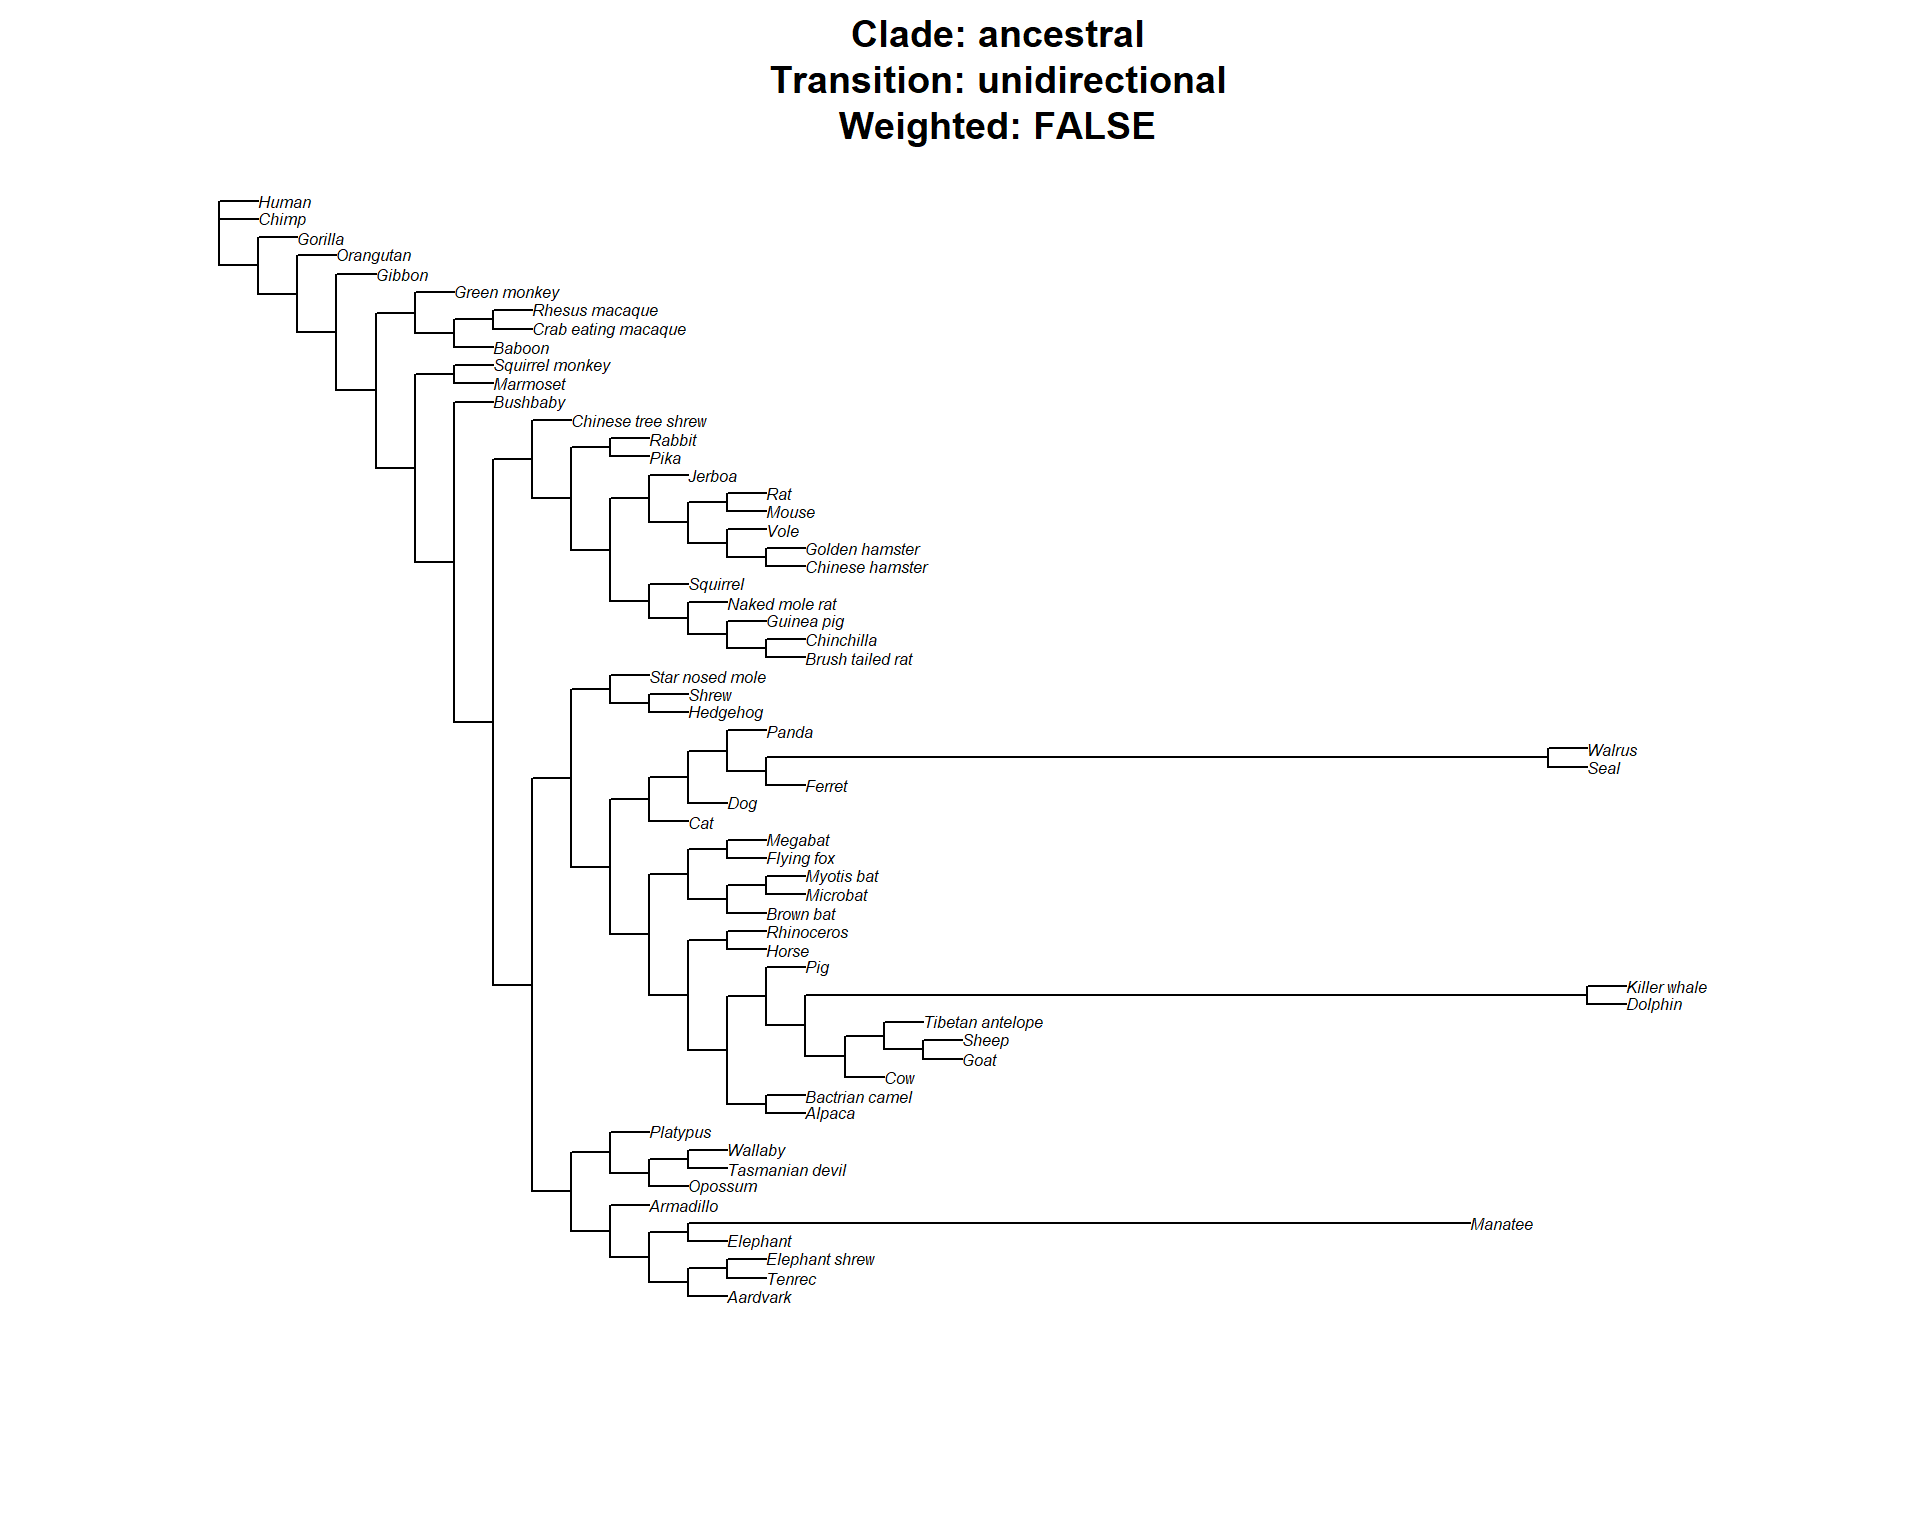 Clade: ancestral
Transition: unidirectional
Weighted: FALSE
Human
Chimp
Gorilla
Orangutan
Gibbon
Green monkey
Rhesus macaque
Crab eating macaque
Baboon
Squirrel monkey
Marmoset
Bushbaby
Chinese tree shrew
Rabbit
Pika
Jerboa
Rat
Mouse
Vole
Golden hamster
Chinese hamster
Squirrel
Naked mole rat
Guinea pig
Chinchilla
Brush tailed rat
Star nosed mole
Shrew
Hedgehog
Panda
Walrus
Seal
Ferret
Dog
Cat
Megabat
Flying fox
Myotis bat
Microbat
Brown bat
Rhinoceros
Horse
Pig
Killer whale
Dolphin
Tibetan antelope
Sheep
Goat
Cow
Bactrian camel
Alpaca
Platypus
Wallaby
Tasmanian devil
Opossum
Armadillo
Manatee
Elephant
Elephant shrew
Tenrec
Aardvark